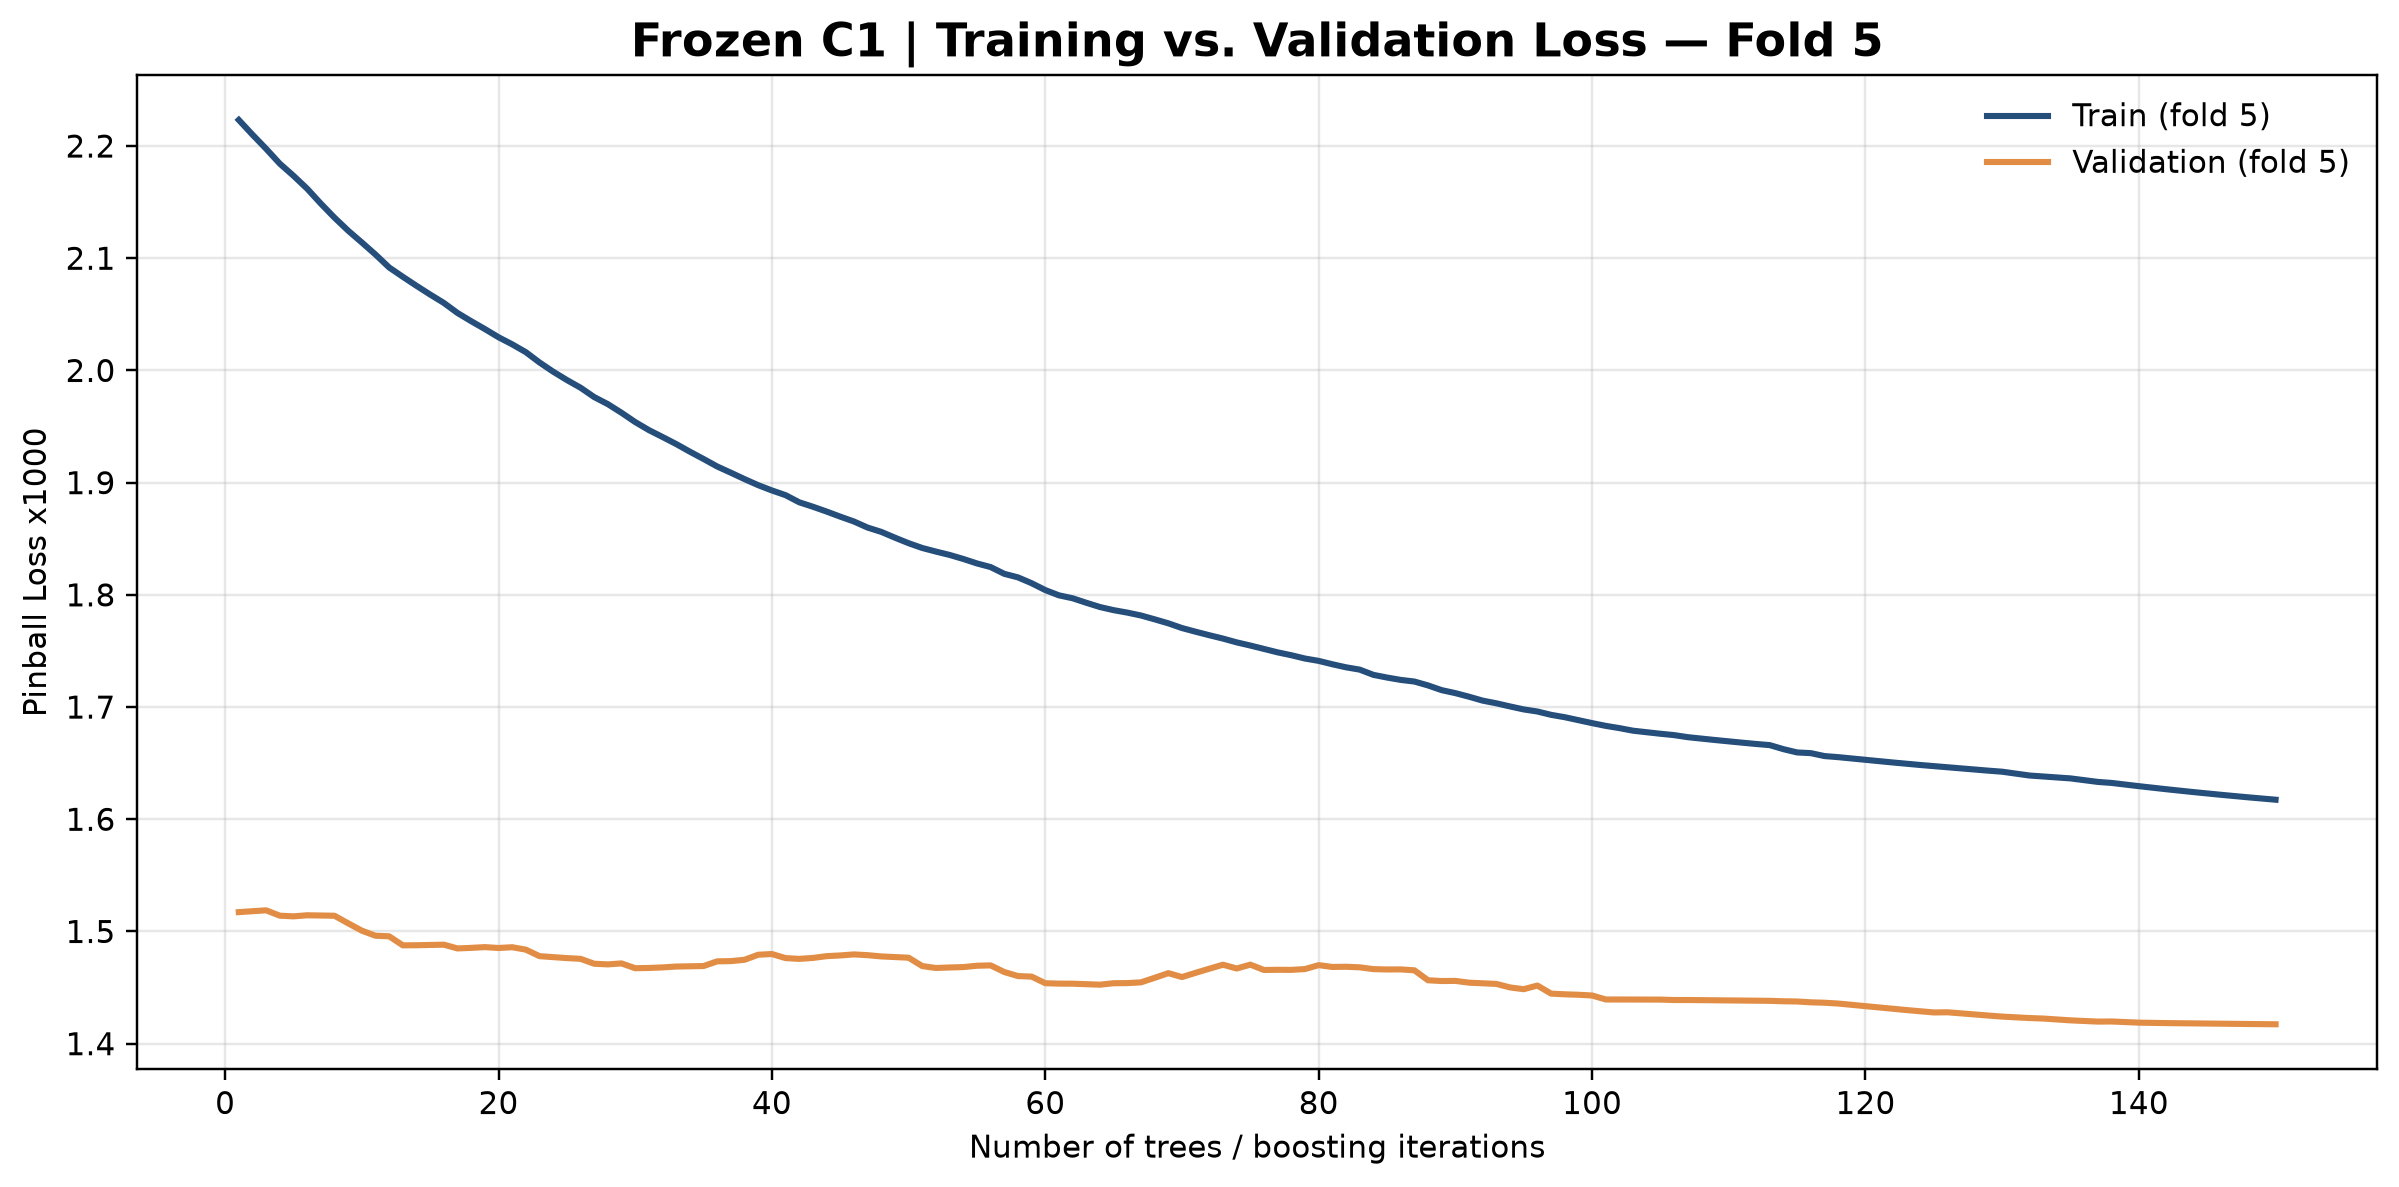 Frozen C1 | Training vs. Validation Loss — Fold 5
Train (fold 5)
Validation (fold 5)
Pinball Loss x1000
2.2
2.1
2.0
1.9
1.8
1.7
1.6
1.5
1.4
0 20 40 60 80 100 120 140
Number of trees / boosting iterations